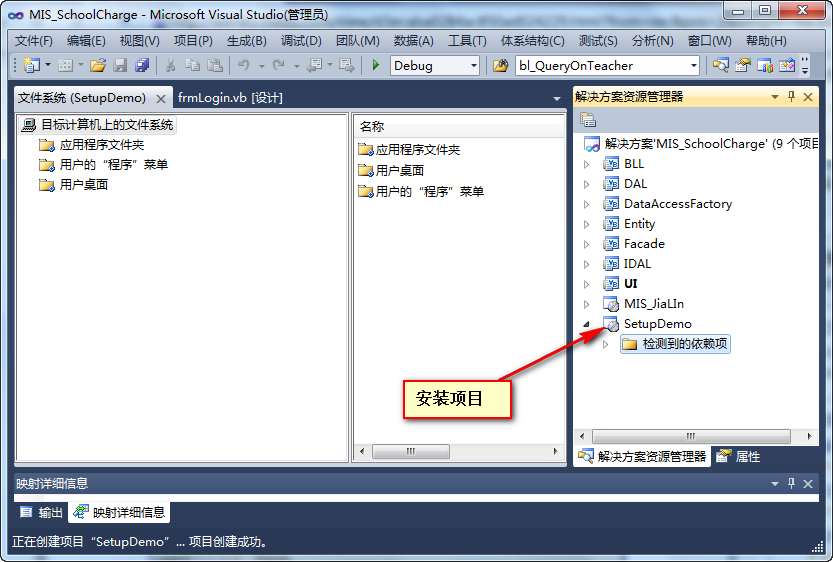 MIS_SchoolCharge - Microsoft Visual Studio(管理员)
文件(F) 编辑(E) 视图(V) 项目(P) 生成(B) 调试(D) 团队(M) 数据(A) 工具(T) 体系结构(C) 测试(S) 分析(N) 窗口(W) 帮助(H)
Debug bl_QueryOnTeacher
文件系统 (SetupDemo) frmLogin.vb [设计]
目标计算机上的文件系统
应用程序文件夹
用户的“程序”菜单
用户桌面
名称
应用程序文件夹
用户桌面
用户的“程序”菜单
解决方案资源管理器
解决方案'MIS_SchoolCharge' (9 个项目
BLL
DAL
DataAccessFactory
Entity
Facade
IDAL
UI
MIS_JiaLIn
SetupDemo
检测到的依赖项
安装项目
解决方案资源管理器 属性
映射详细信息
输出 映射详细信息
正在创建项目“SetupDemo”... 项目创建成功。